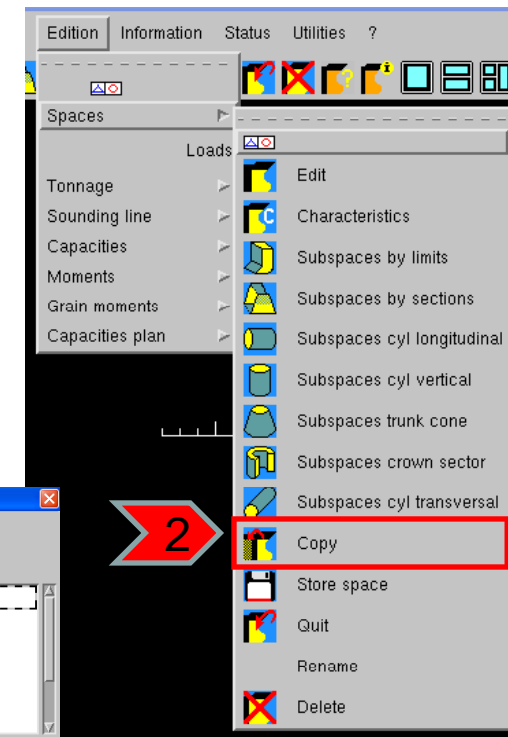 Edition Information Status Utilities ?
Spaces
Loads
Tonnage
Sounding line
Capacities
Moments
Grain moments
Capacities plan
Edit
Characteristics
Subspaces by limits
Subspaces by sections
Subspaces cyl longitudinal
Subspaces cyl vertical
Subspaces trunk cone
Subspaces crown sector
Subspaces cyl transversal
2
Copy
Store space
Quit
Rename
Delete